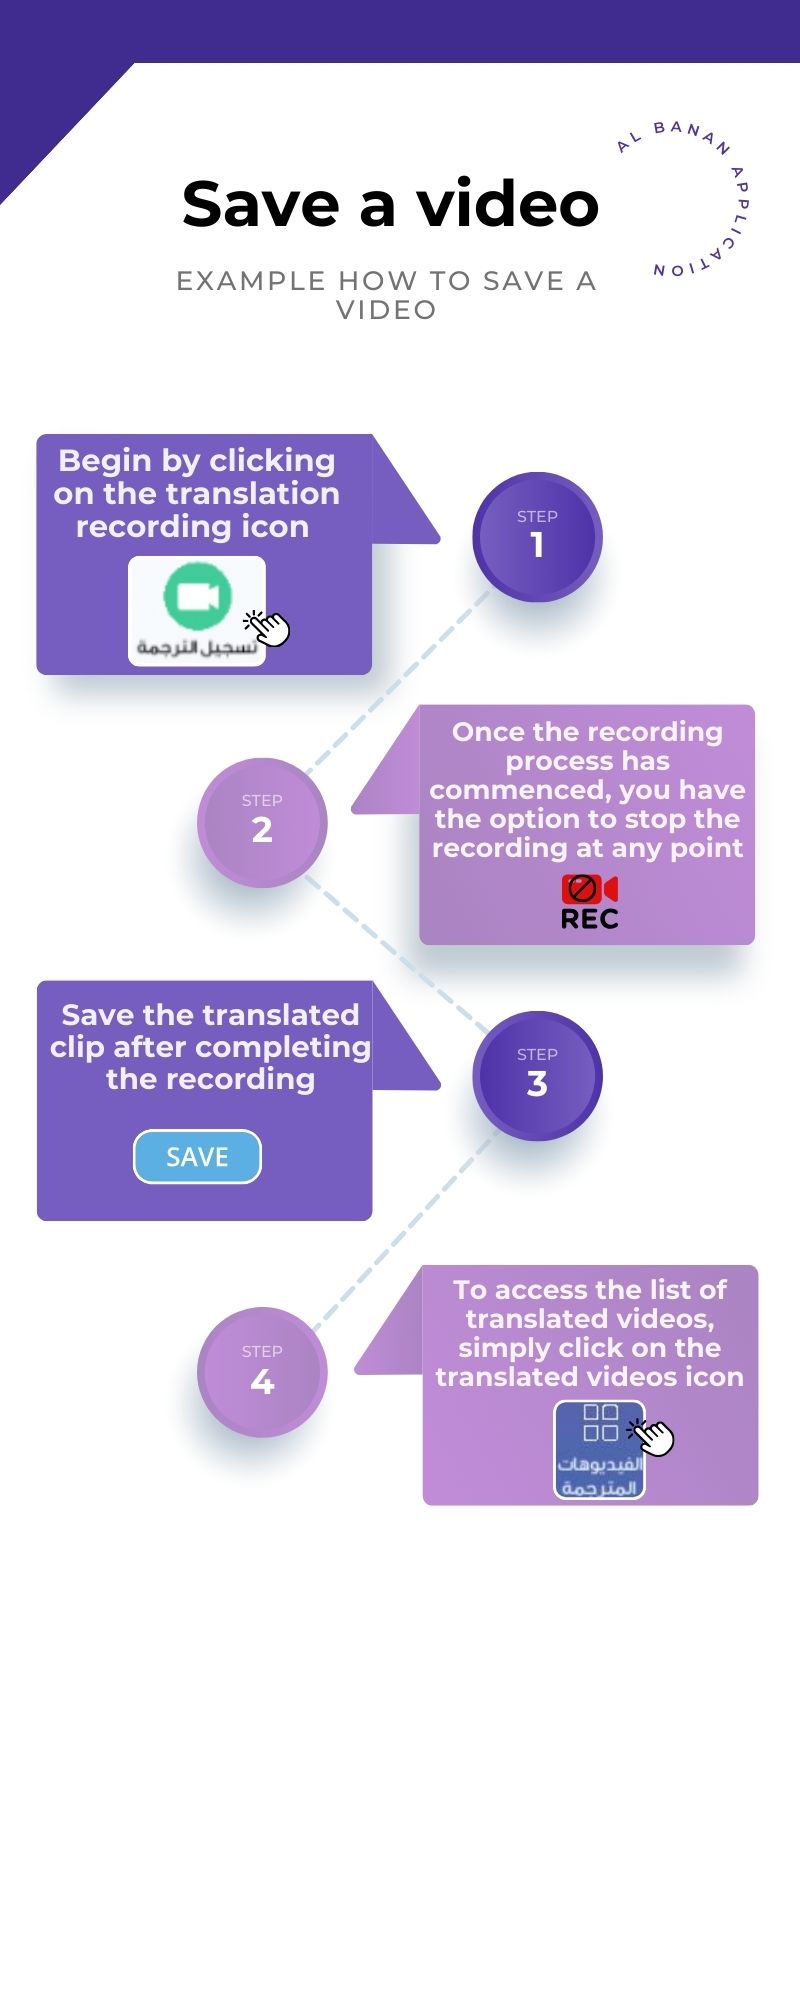 AL BANAN APPLICATION
Save a video
EXAMPLE HOW TO SAVE A
VIDEO
Begin by clicking
on the translation
recording icon
تسجيل الترجمة
STEP
1
Once the recording
process has
commenced, you have
the option to stop the
recording at any point
REC
STEP
2
Save the translated
clip after completing
the recording
SAVE
STEP
3
To access the list of
translated videos,
simply click on the
translated videos icon
الفيديوهات
المترجمة
STEP
4